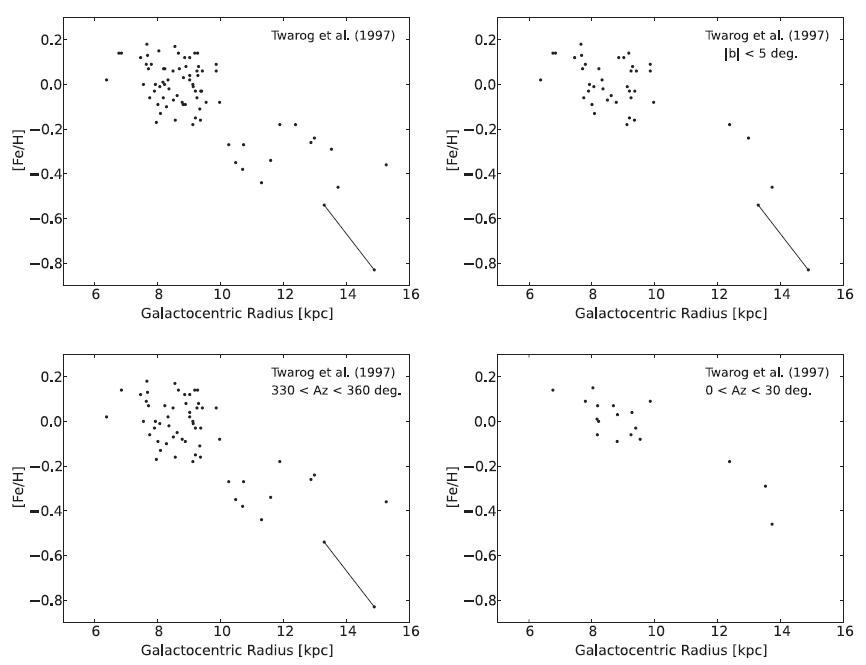 Twarog et al. (1997)
0.2
0.0
−0.2
−0.4
−0.6
−0.8
[Fe/H]
6 8 10 12 14 16
Galactocentric Radius [kpc]
Twarog et al. (1997)
|b| < 5 deg.
0.2
0.0
−0.2
−0.4
−0.6
−0.8
[Fe/H]
6 8 10 12 14 16
Galactocentric Radius [kpc]
Twarog et al. (1997)
330 < Az < 360 deg.
0.2
0.0
−0.2
−0.4
−0.6
−0.8
[Fe/H]
6 8 10 12 14 16
Galactocentric Radius [kpc]
Twarog et al. (1997)
0 < Az < 30 deg.
0.2
0.0
−0.2
−0.4
−0.6
−0.8
[Fe/H]
6 8 10 12 14 16
Galactocentric Radius [kpc]